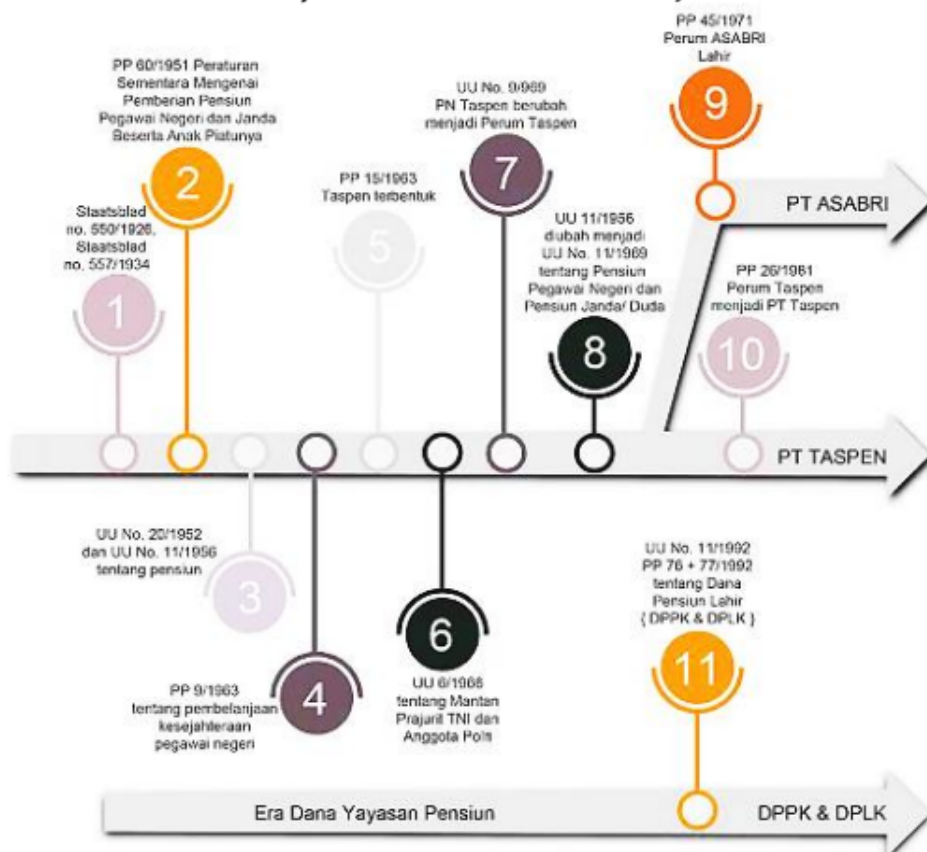 PP 45/1971
Perum ASABRI
Lahir
9
PP 60/1951 Peraturan
Sementara Mengenai
Pemberian Pensiun
Pegawai Negeri dan Janda
Beserta Anak Piatunya
2
UU No. 9/969
PN Taspen berubah
menjadi Perum Taspen
7
PP 15/1963
Taspen terbentuk
5
Staatsblad
no. 550/1926,
Staatsblad
no. 557/1934
1
UU 11/1956
diubah menjadi
UU No. 11/1969
tentang Pensiun
Pegawai Negeri dan
Pensiun Janda/ Duda
8
PT ASABRI
PP 26/1981
Perum Taspen
menjadi PT Taspen
10
PT TASPEN
UU No. 20/1952
dan UU No. 11/1956
tentang pensiun
3
PP 9/1963
tentang pembelanjaan
kesejahteraan
pegawai negeri
4
6
UU 6/1966
tentang Mantan
Prajurit TNI dan
Anggota Polri
UU No. 11/1992
PP 76 + 77/1992
tentang Dana
Pensiun Lahir
( DPPK & DPLK )
11
Era Dana Yayasan Pensiun
DPPK & DPLK